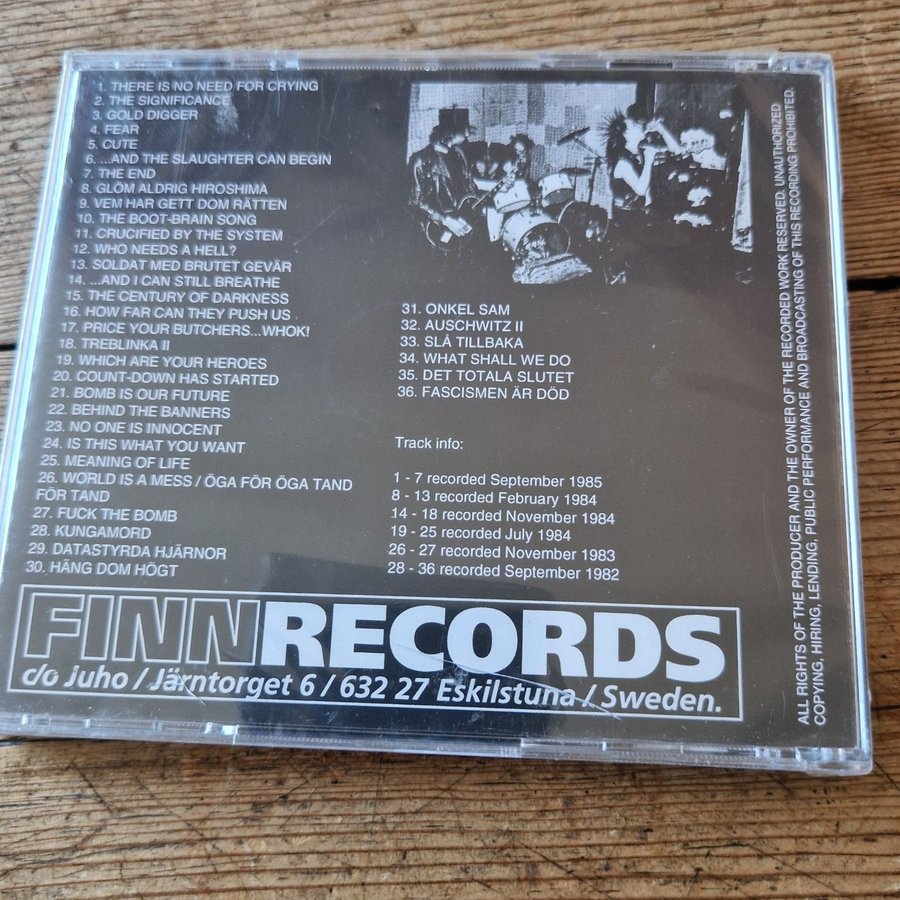 1. THERE IS NO NEED FOR CRYING
2. THE SIGNIFICANCE
3. GOLD DIGGER
4. FEAR
5. CUTE
6. ...AND THE SLAUGHTER CAN BEGIN
7. THE END
8. GLÖM ALDRIG HIROSHIMA
9. VEM HAR GETT DOM RÄTTEN
10. THE BOOT-BRAIN SONG
11. CRUCIFIED BY THE SYSTEM
12. WHO NEEDS A HELL?
13. SOLDAT MED BRUTET GEVÄR
14. ...AND I CAN STILL BREATHE
15. THE CENTURY OF DARKNESS
16. HOW FAR CAN THEY PUSH US
17. PRICE YOUR BUTCHERS...WHOK!
18. TREBLINKA II
19. WHICH ARE YOUR HEROES
20. COUNT-DOWN HAS STARTED
21. BOMB IS OUR FUTURE
22. BEHIND THE BANNERS
23. NO ONE IS INNOCENT
24. IS THIS WHAT YOU WANT
25. MEANING OF LIFE
26. WORLD IS A MESS / ÖGA FÖR ÖGA TAND
FÖR TAND
27. FUCK THE BOMB
28. KUNGAMORD
29. DATASTYRDA HJÄRNOR
30. HÄNG DOM HÖGT
31. ONKEL SAM
32. AUSCHWITZ II
33. SLÅ TILLBAKA
34. WHAT SHALL WE DO
35. DET TOTALA SLUTET
36. FASCISMEN ÄR DÖD
Track info:
1 - 7 recorded September 1985
8 - 13 recorded February 1984
14 - 18 recorded November 1984
19 - 25 recorded July 1984
26 - 27 recorded November 1983
28 - 36 recorded September 1982
FINNRECORDS
c/o Juho / Järntorget 6 / 632 27 Eskilstuna / Sweden.
ALL RIGHTS OF THE PRODUCER AND THE OWNER OF THE RECORDED WORK RESERVED. UNAUTHORIZED
COPYING, HIRING, LENDING, PUBLIC PERFORMANCE AND BROADCASTING OF THIS RECORDING PROHIBITED.